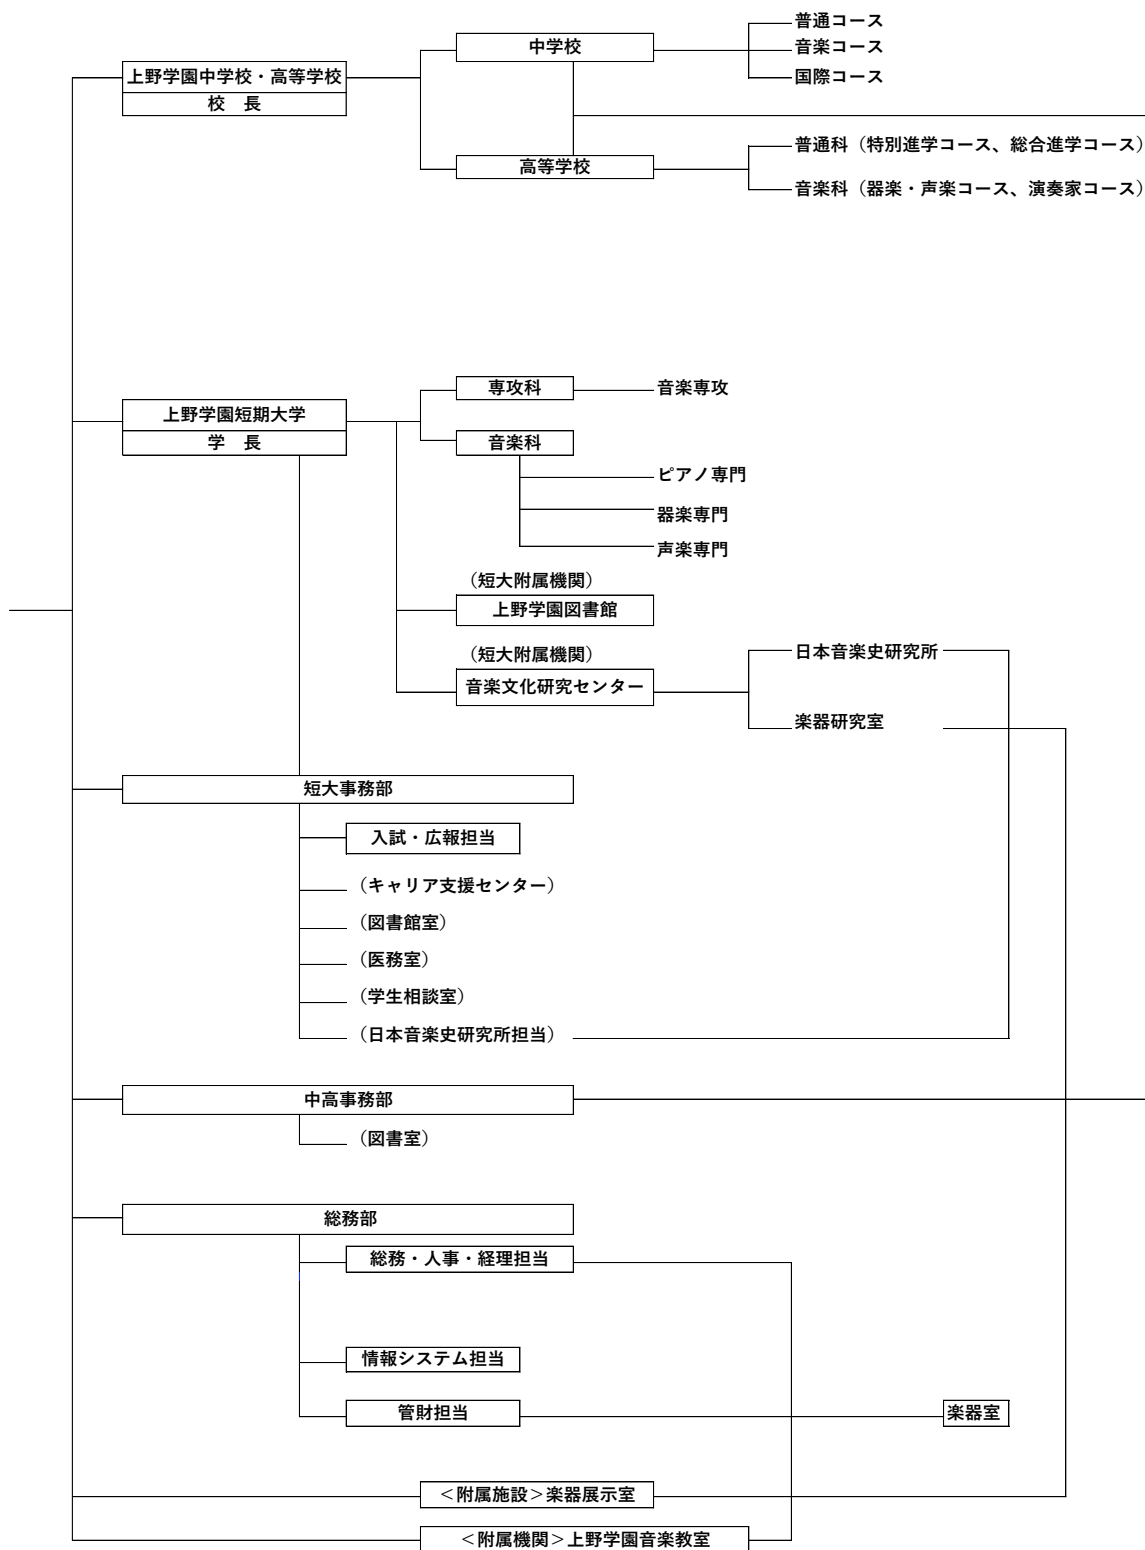 普通コース
中学校
音楽コース
上野学園中学校・高等学校
国際コース
校　長
普通科（特別進学コース、総合進学コース）
高等学校
音楽科（器楽・声楽コース、演奏家コース）
専攻科
音楽専攻
上野学園短期大学
学　長
音楽科
ピアノ専門
器楽専門
声楽専門
（短大附属機関）
上野学園図書館
（短大附属機関）
日本音楽史研究所
音楽文化研究センター
楽器研究室
短大事務部
入試・広報担当
（キャリア支援センター）
（図書館室）
（医務室）
（学生相談室）
（日本音楽史研究所担当）
中高事務部
（図書室）
総務部
総務・人事・経理担当
情報システム担当
管財担当
楽器室
＜附属施設＞楽器展示室
＜附属機関＞上野学園音楽教室